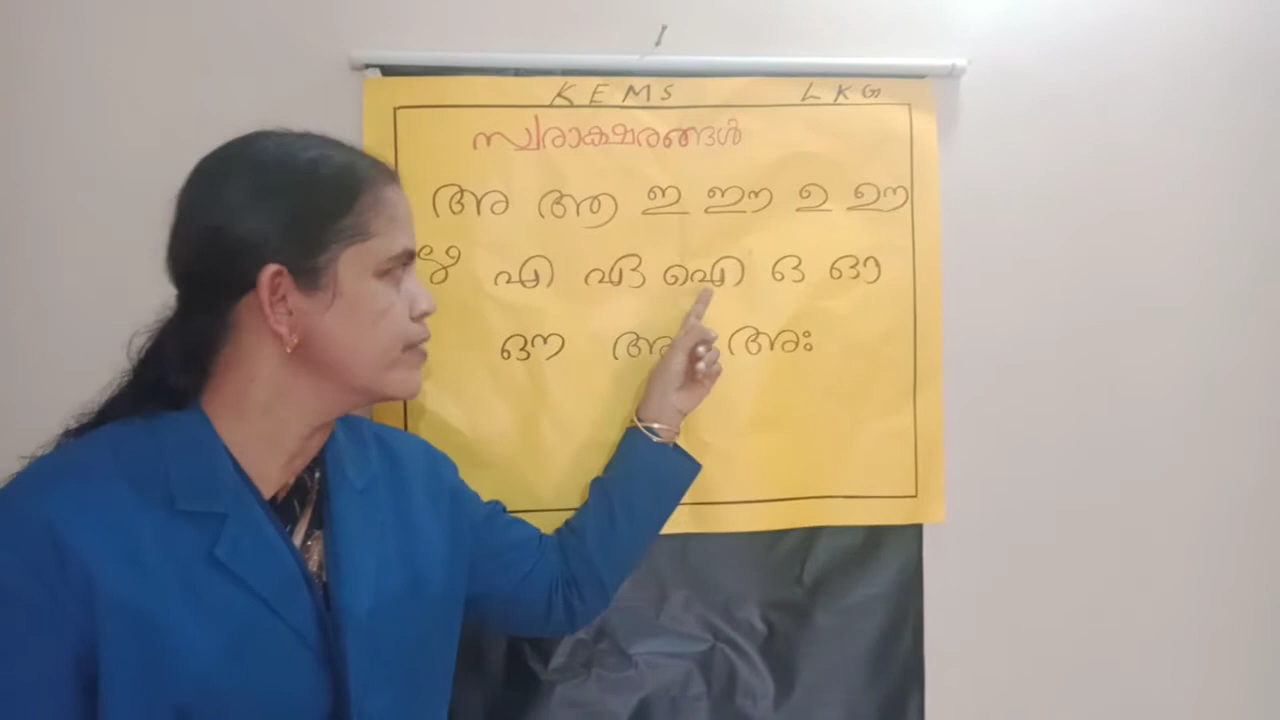 KEMS LKG
സ്വരാക്ഷരങ്ങൾ
അ ആ ഇ ഈ ഉ ഊ
എ ഏ ഐ ഒ ഓ
ഔ അഃ